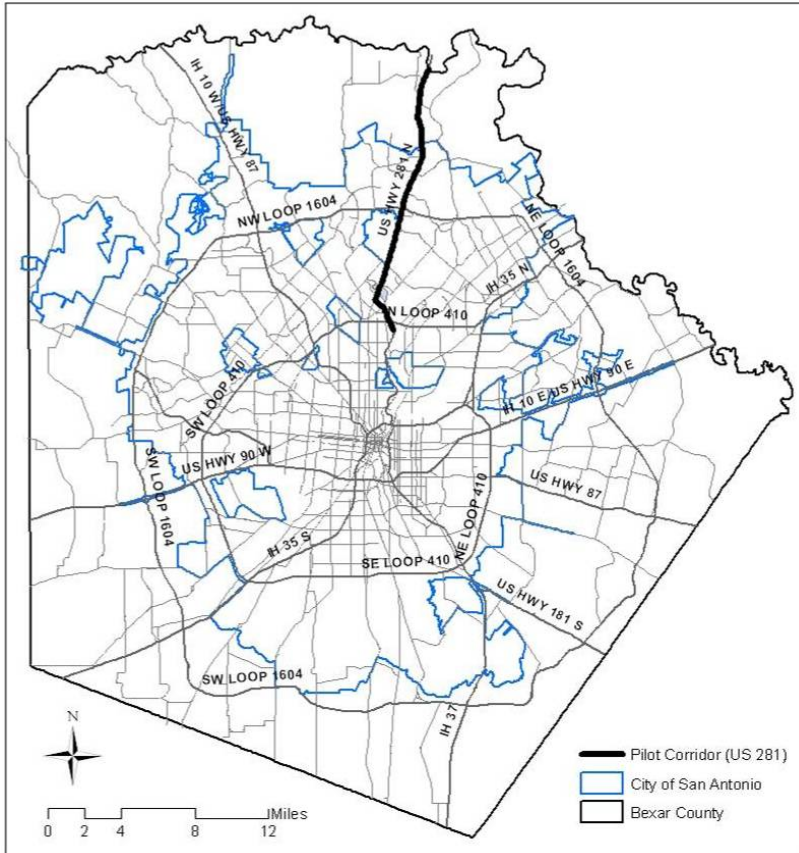 IH 10 W/US HWY 87
US HWY 281 N
NW LOOP 1604
NE LOOP 1604
IH 35 N
N LOOP 410
SW LOOP 410
IH 10 E/US HWY 90 E
SW LOOP 1604
US HWY 90 W
US HWY 87
NE LOOP 410
IH 35 S
SE LOOP 410
US HWY 181 S
SW LOOP 1604
IH 37
N
Pilot Corridor (US 281)
City of San Antonio
Bexar County
Miles
0 2 4 8 12